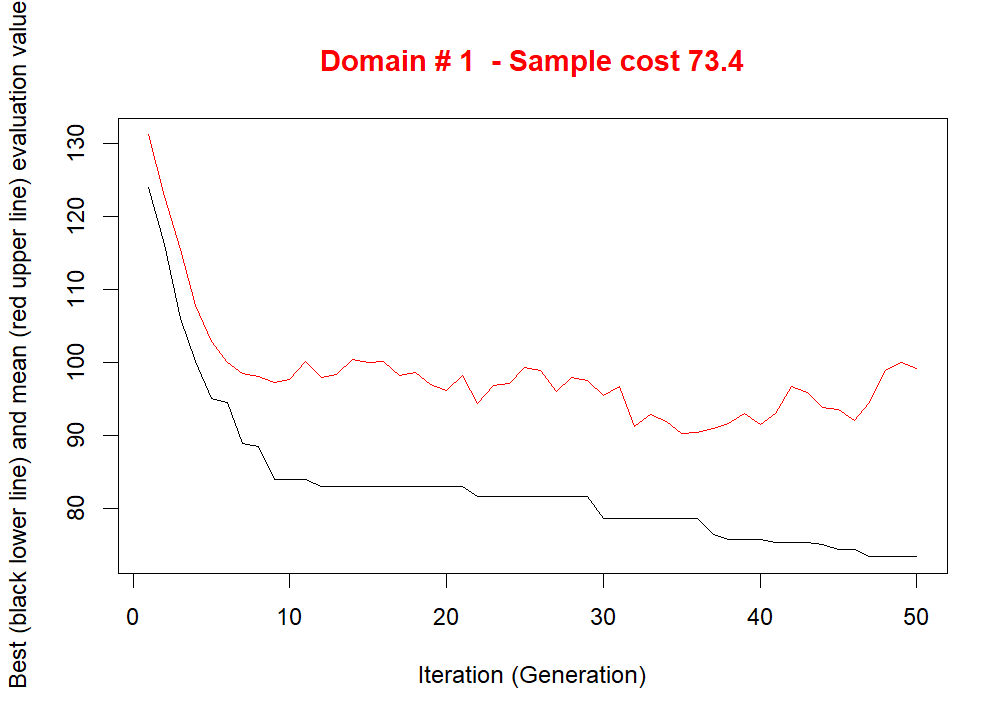 Domain # 1  - Sample cost 73.4
Best (black lower line) and mean (red upper line) evaluation value
130
120
110
100
90
80
0 10 20 30 40 50
Iteration (Generation)